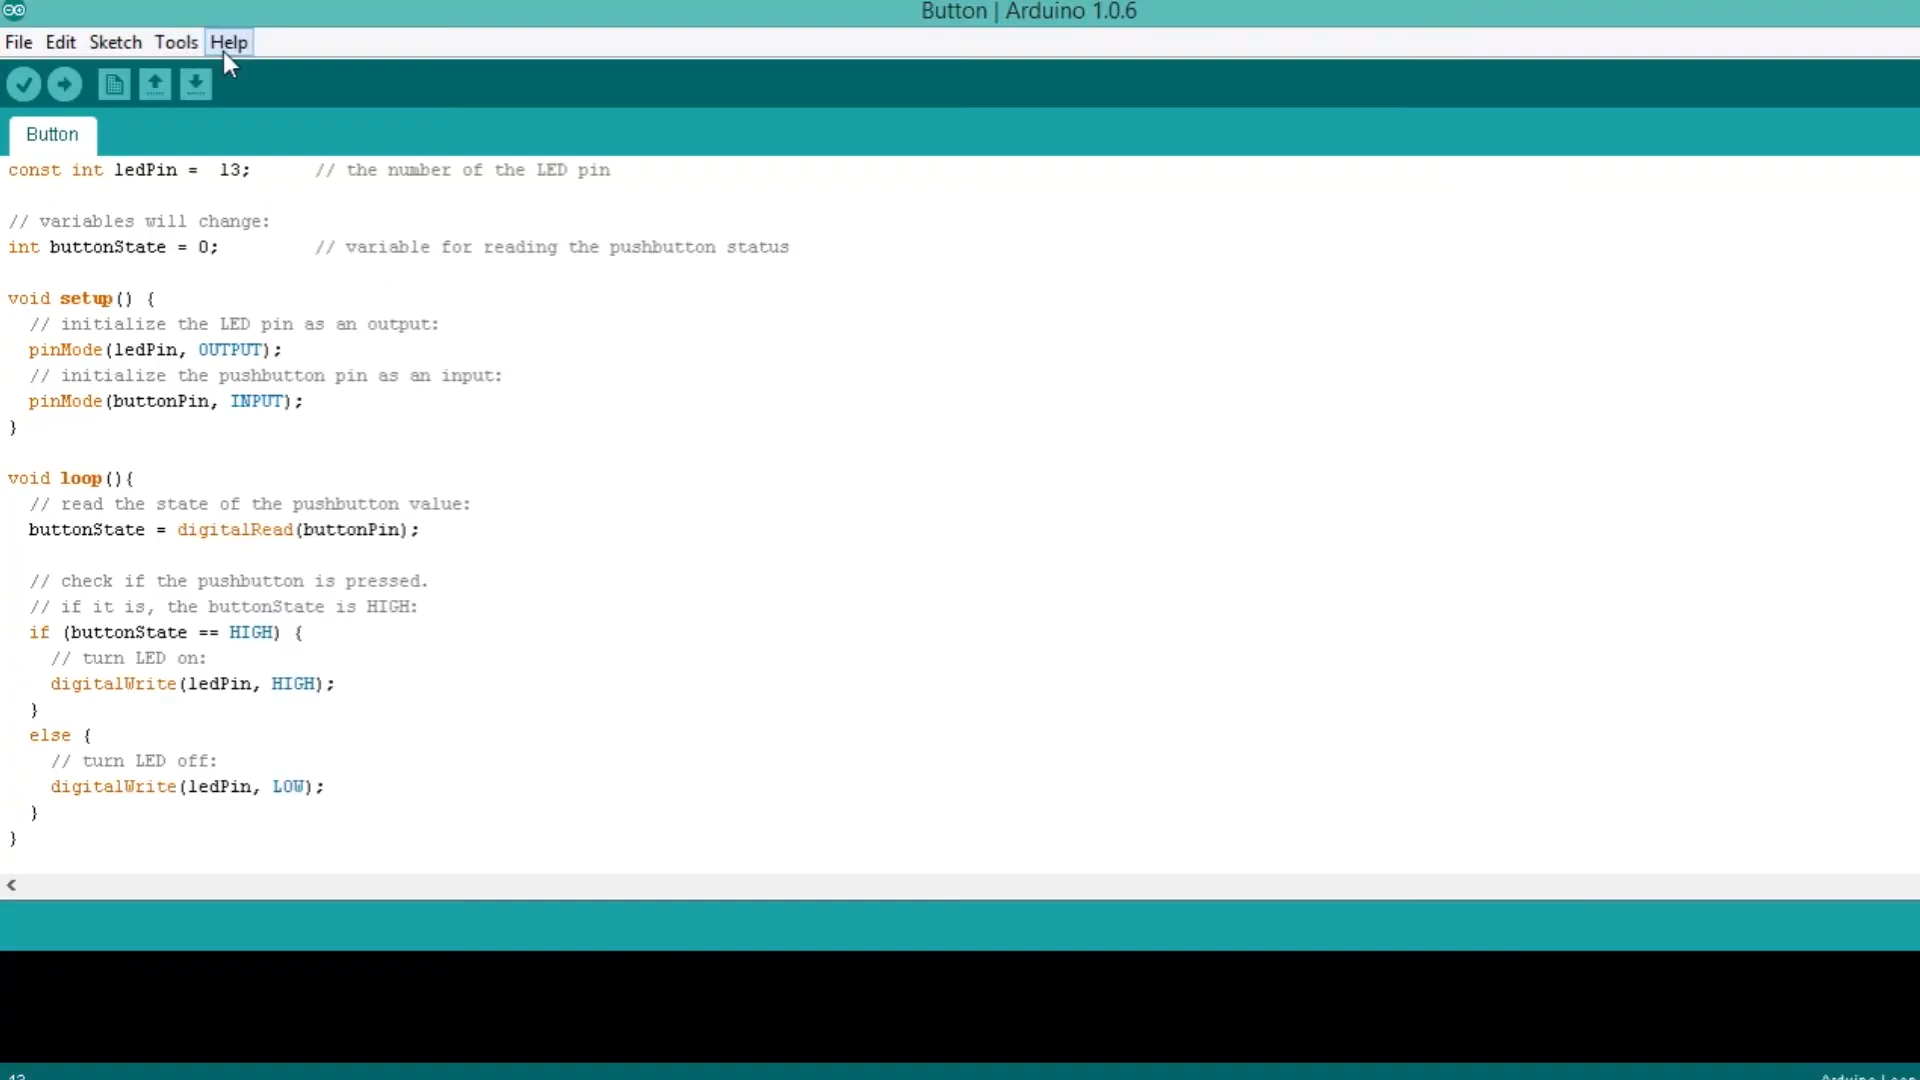 Button | Arduino 1.0.6
File Edit Sketch Tools Help
Button
const int ledPin =  13;      // the number of the LED pin
// variables will change:
int buttonState = 0;         // variable for reading the pushbutton status
void setup() {
  // initialize the LED pin as an output:
  pinMode(ledPin, OUTPUT);
  // initialize the pushbutton pin as an input:
  pinMode(buttonPin, INPUT);
}
void loop(){
  // read the state of the pushbutton value:
  buttonState = digitalRead(buttonPin);
  // check if the pushbutton is pressed.
  // if it is, the buttonState is HIGH:
  if (buttonState == HIGH) {
    // turn LED on:
    digitalWrite(ledPin, HIGH);
  }
  else {
    // turn LED off:
    digitalWrite(ledPin, LOW);
  }
}